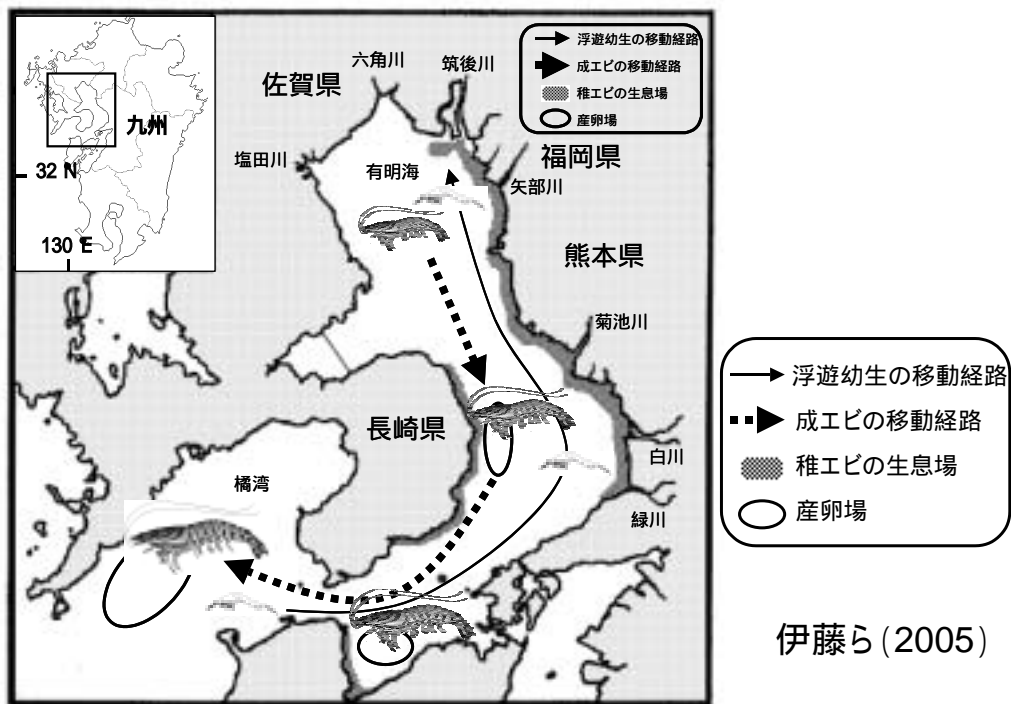 九州
32 N
130 E
浮遊幼生の移動経路
成エビの移動経路
稚エビの生息場
産卵場
六角川
筑後川
佐賀県
福岡県
塩田川
有明海
矢部川
熊本県
菊池川
長崎県
白川
橘湾
緑川
浮遊幼生の移動経路
成エビの移動経路
稚エビの生息場
産卵場
伊藤ら(2005)